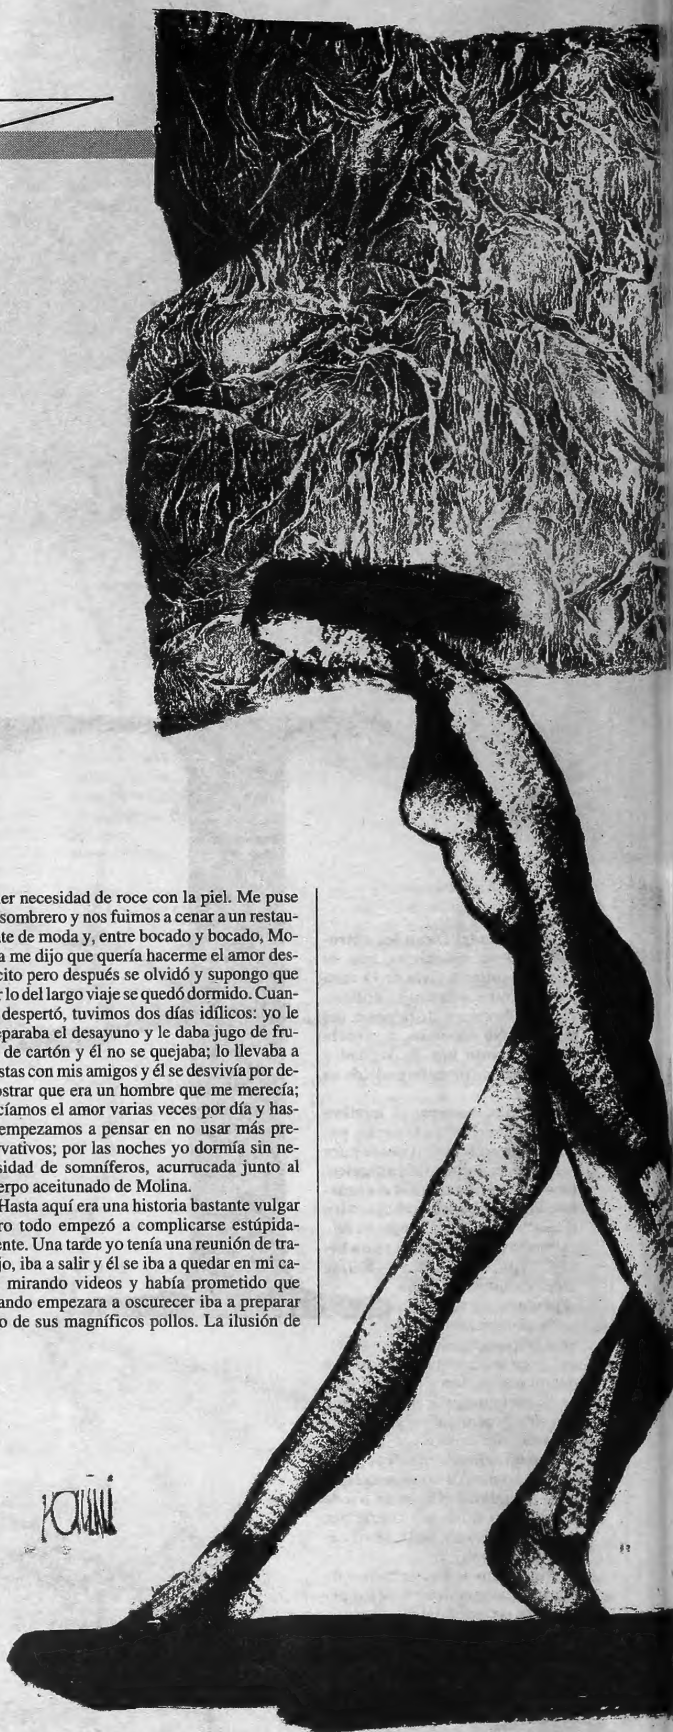 er necesidad de roce con la piel. Me puse
sombrero y nos fuimos a cenar a un restau-
te de moda y, entre bocado y bocado, Mo-
a me dijo que quería hacerme el amor des-
cito pero después se olvidó y supongo que
r lo del largo viaje se quedó dormido. Cuan-
despertó, tuvimos dos días idílicos: yo le
eparaba el desayuno y le daba jugo de fru-
de cartón y él no se quejaba; lo llevaba a
stas con mis amigos y él se desvivía por de-
ostrar que era un hombre que me merecía;
cíamos el amor varias veces por día y has-
empezamos a pensar en no usar más pre-
rvativos; por las noches yo dormía sin ne-
sidad de somníferos, acurrucada junto al
erpo aceitunado de Molina.
Hasta aquí era una historia bastante vulgar
ro todo empezó a complicarse estúpida-
ente. Una tarde yo tenía una reunión de tra-
jo, iba a salir y él se iba a quedar en mi ca-
mirando videos y había prometido que
ando empezara a oscurecer iba a preparar
o de sus magníficos pollos. La ilusión de